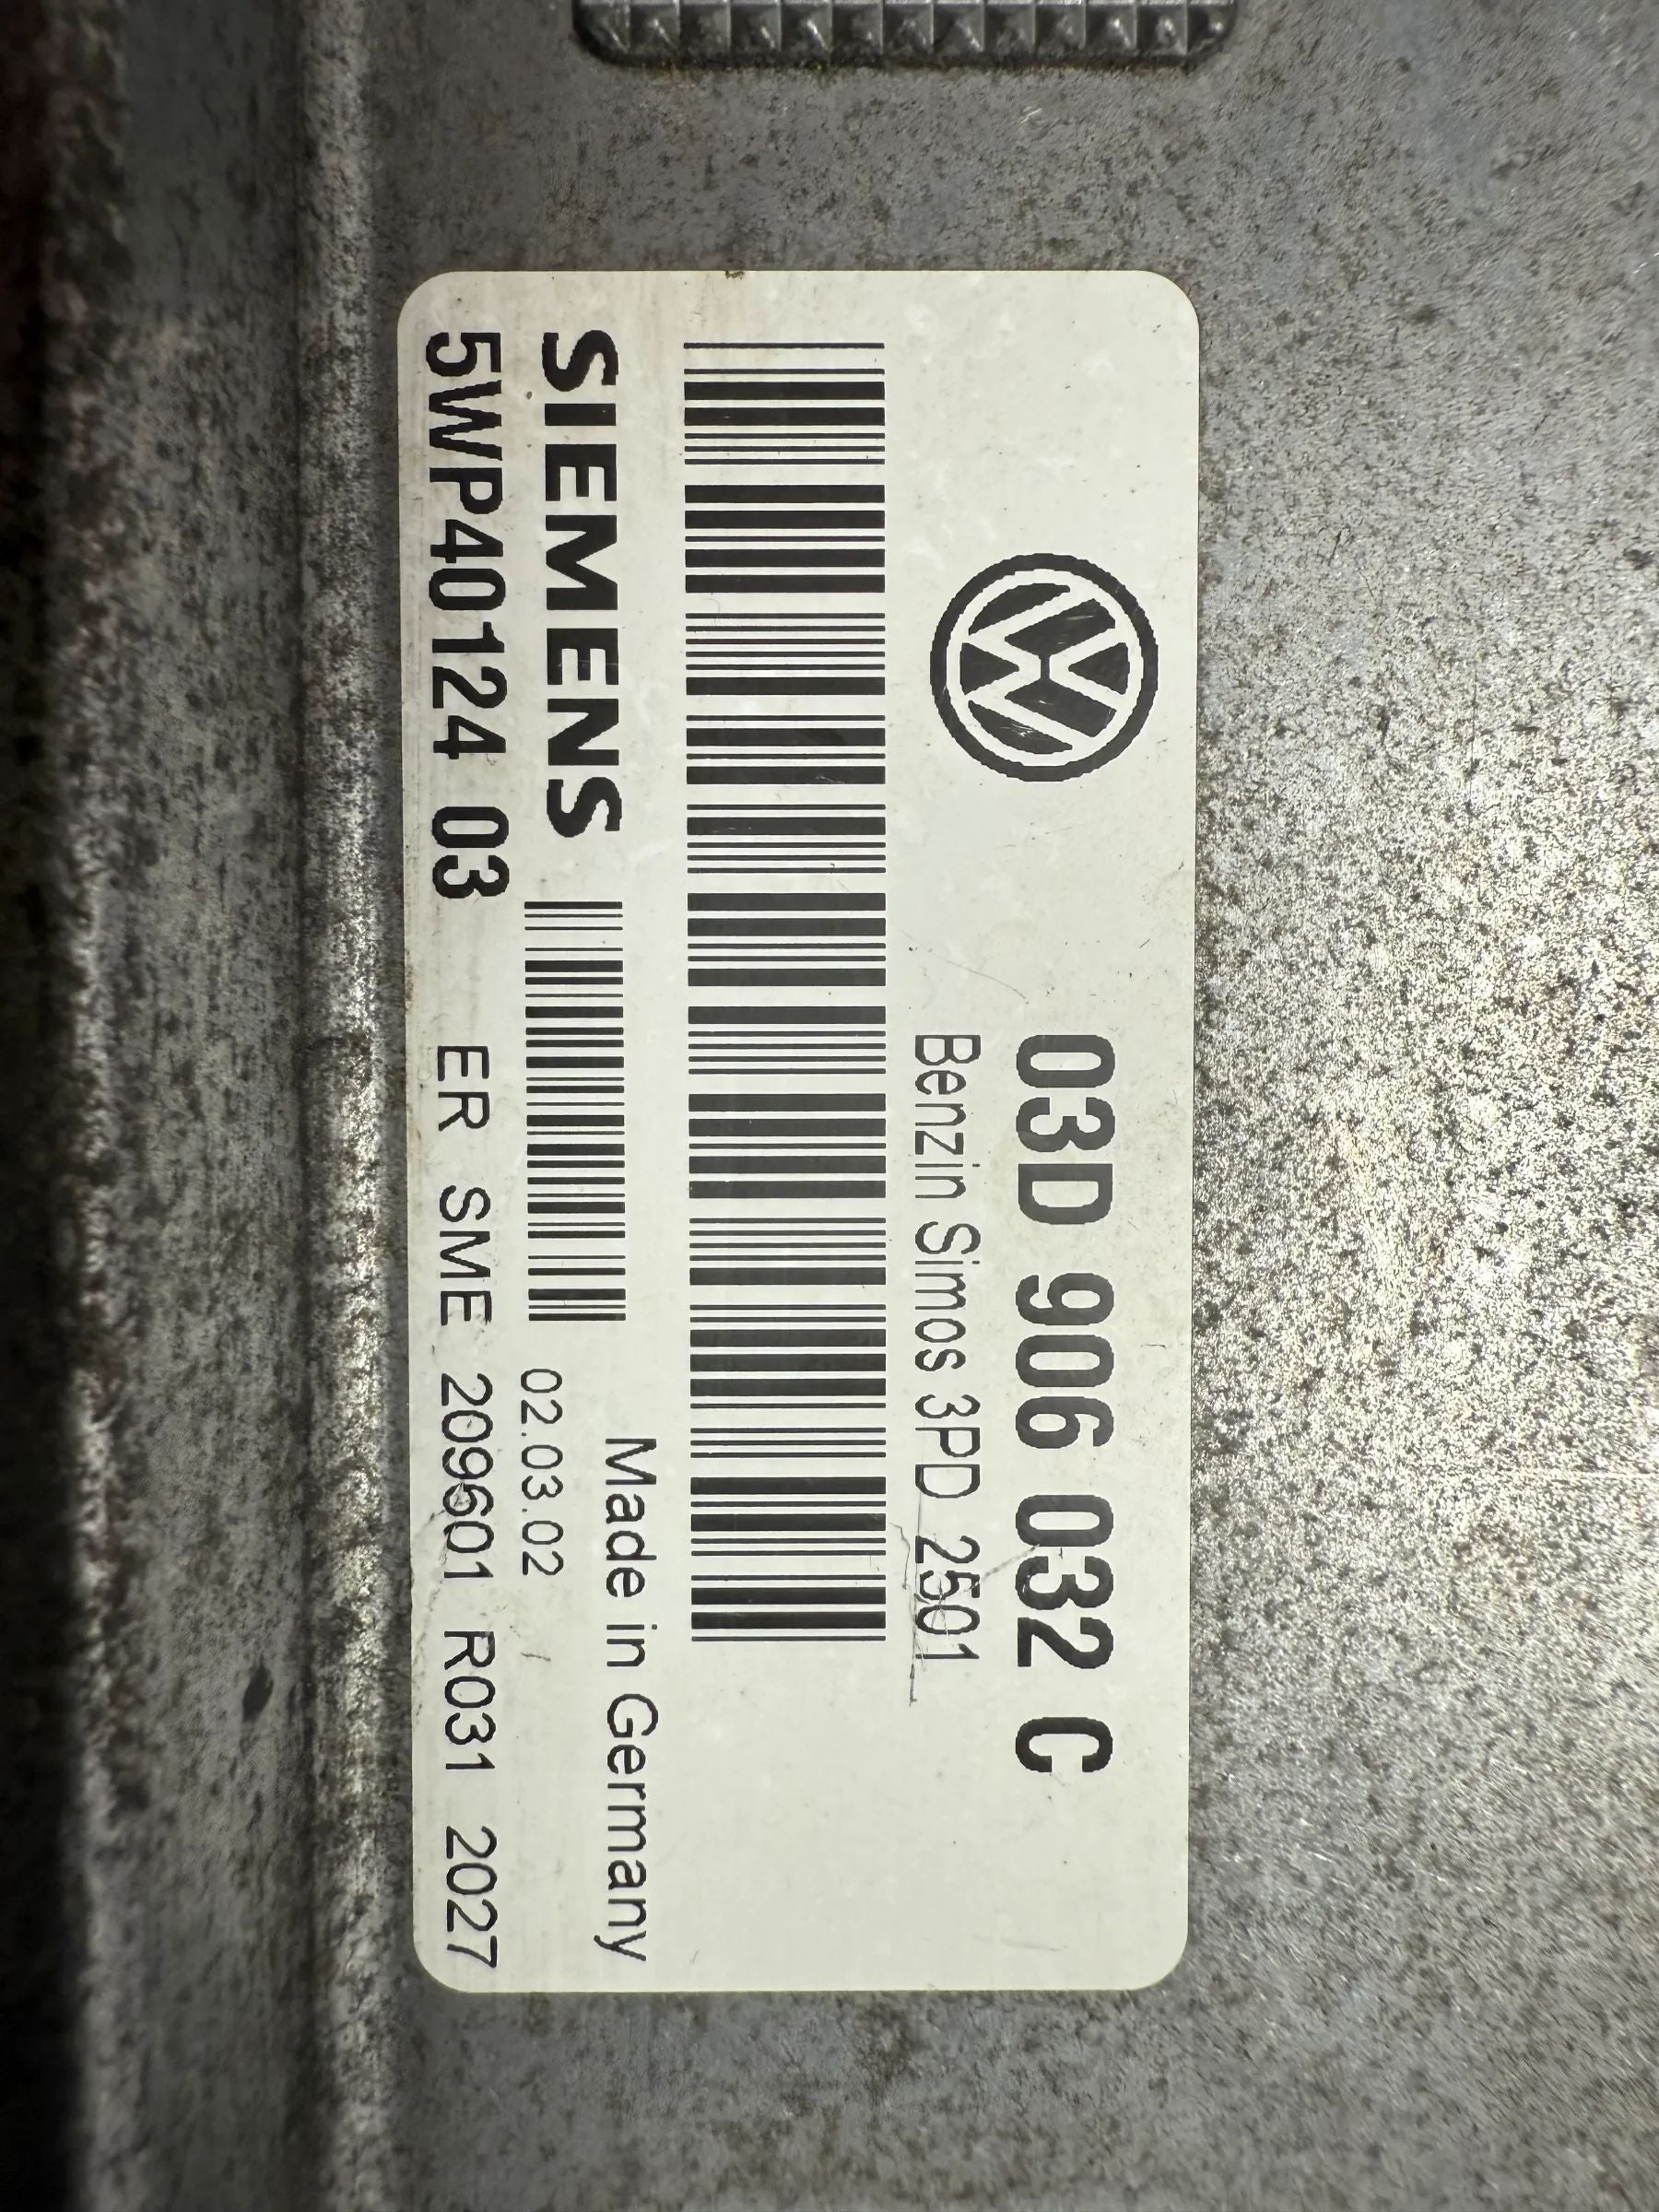 03D 906 032 C
Benzin Simos 3PD 2501
Made in Germany
SIEMENS 02.03.02
5WP40124 03 ER SME 209601 R031 2027